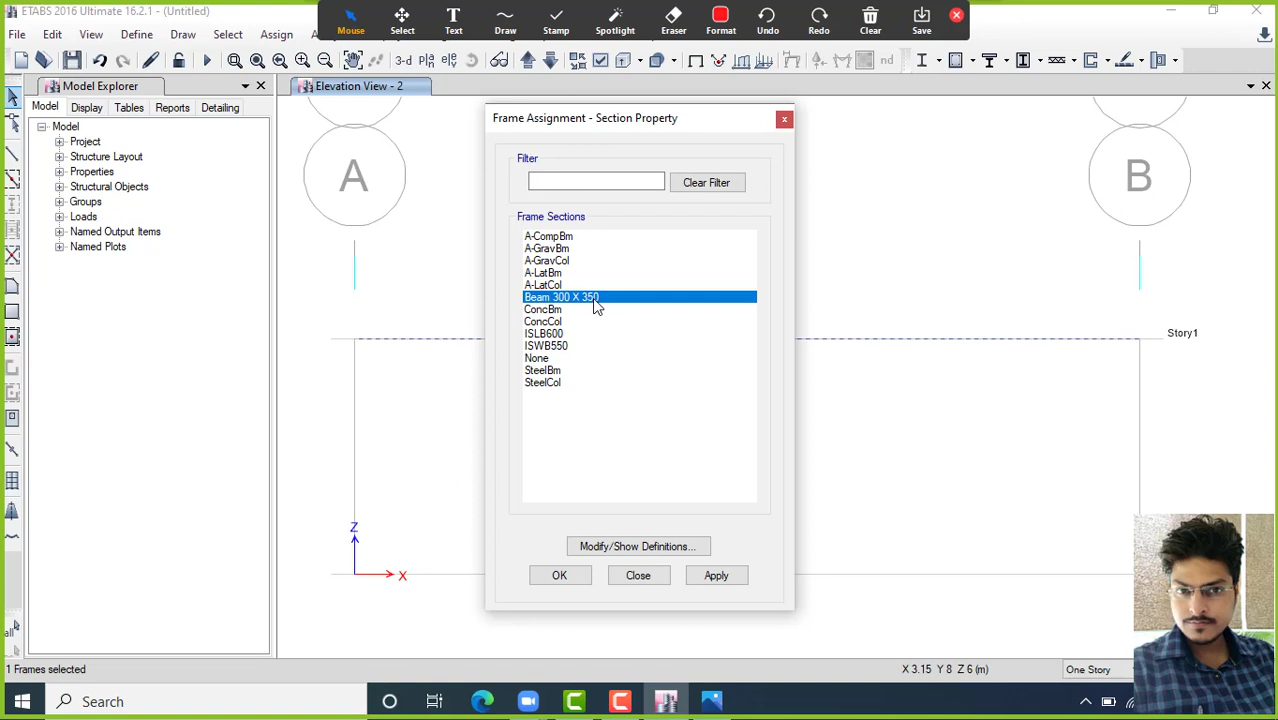 ETABS 2016 Ultimate 16.2.1 - (Untitled)
Mouse Select Text Draw Stamp Spotlight Eraser Format Undo Redo Clear Save
File Edit View Define Draw Select Assign
3-d nd
Model Explorer
Elevation View - 2
Model Display Tables Reports Detailing
Model
Project
Structure Layout
Properties
Structural Objects
Groups
Loads
Named Output Items
Named Plots
A
B
Story1
Z
X
Frame Assignment - Section Property
Filter
Clear Filter
Frame Sections
A-CompBm
A-GravBm
A-GravCol
A-LatBm
A-LatCol
Beam 300 X 350
ConcBm
ConcCol
ISLB600
ISWB550
None
SteelBm
SteelCol
Modify/Show Definitions...
OK Close Apply
all
1 Frames selected
X 3.15 Y 8 Z 6 (m)
One Story
Search